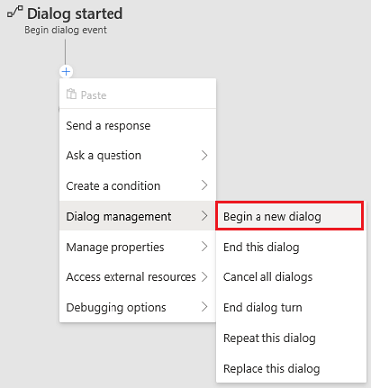 Dialog started
Begin dialog event
Paste
Send a response
Ask a question
Create a condition
Dialog management
Begin a new dialog
Manage properties
End this dialog
Access external resources
Cancel all dialogs
Debugging options
End dialog turn
Repeat this dialog
Replace this dialog